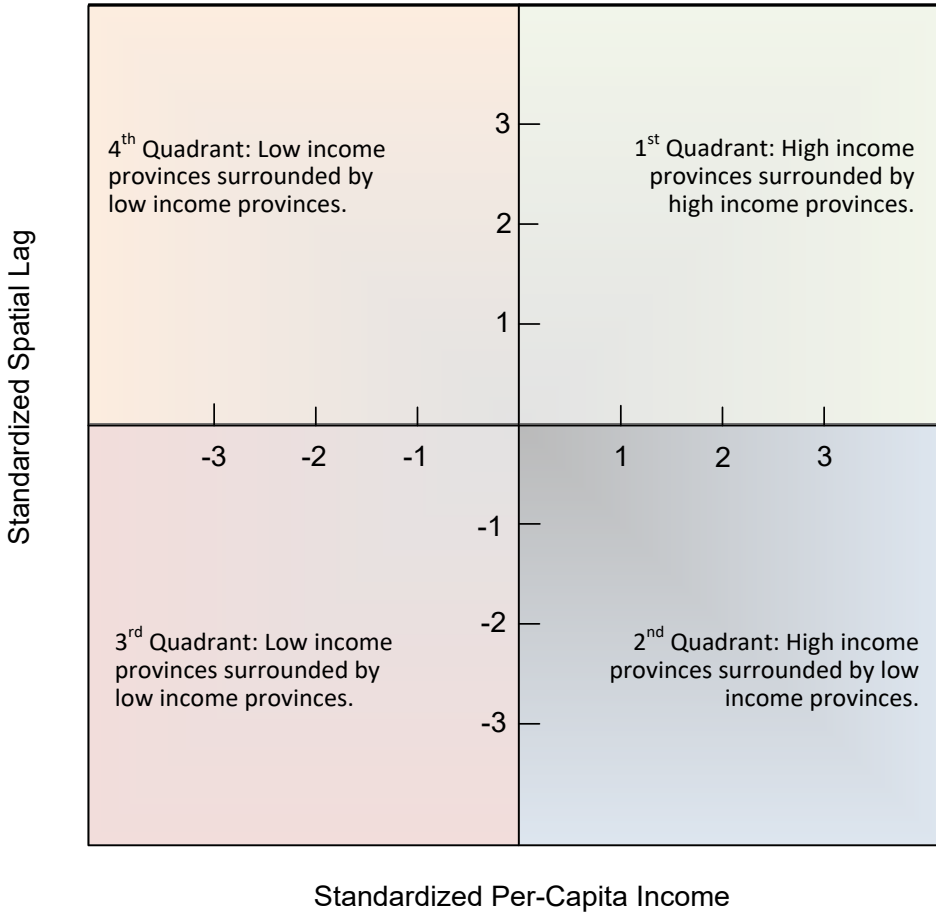 4th Quadrant: Low income
provinces surrounded by
low income provinces.
1st Quadrant: High income
provinces surrounded by
high income provinces.
3
2
1
Standardized Spatial Lag
-3 -2 -1 1 2 3
-1
-2
-3
3rd Quadrant: Low income
provinces surrounded by
low income provinces.
2nd Quadrant: High income
provinces surrounded by low
income provinces.
Standardized Per-Capita Income